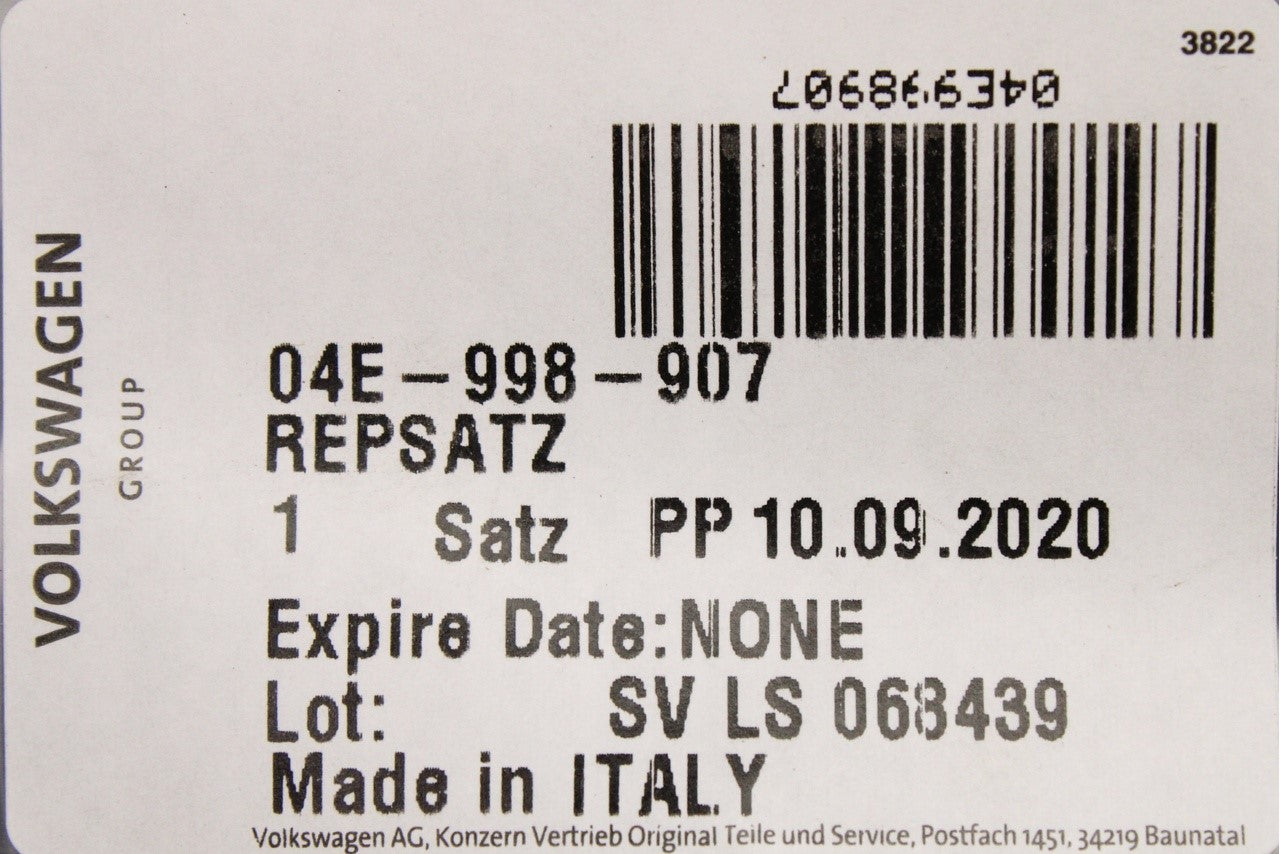 3822
04E998907
04E-998-907
REPSATZ
1 Satz PP 10.09.2020
Expire Date:NONE
Lot: SV LS 068439
Made in ITALY
Volkswagen AG, Konzern Vertrieb Original Teile und Service, Postfach 1451, 34219 Baunatal
VOLKSWAGEN
GROUP